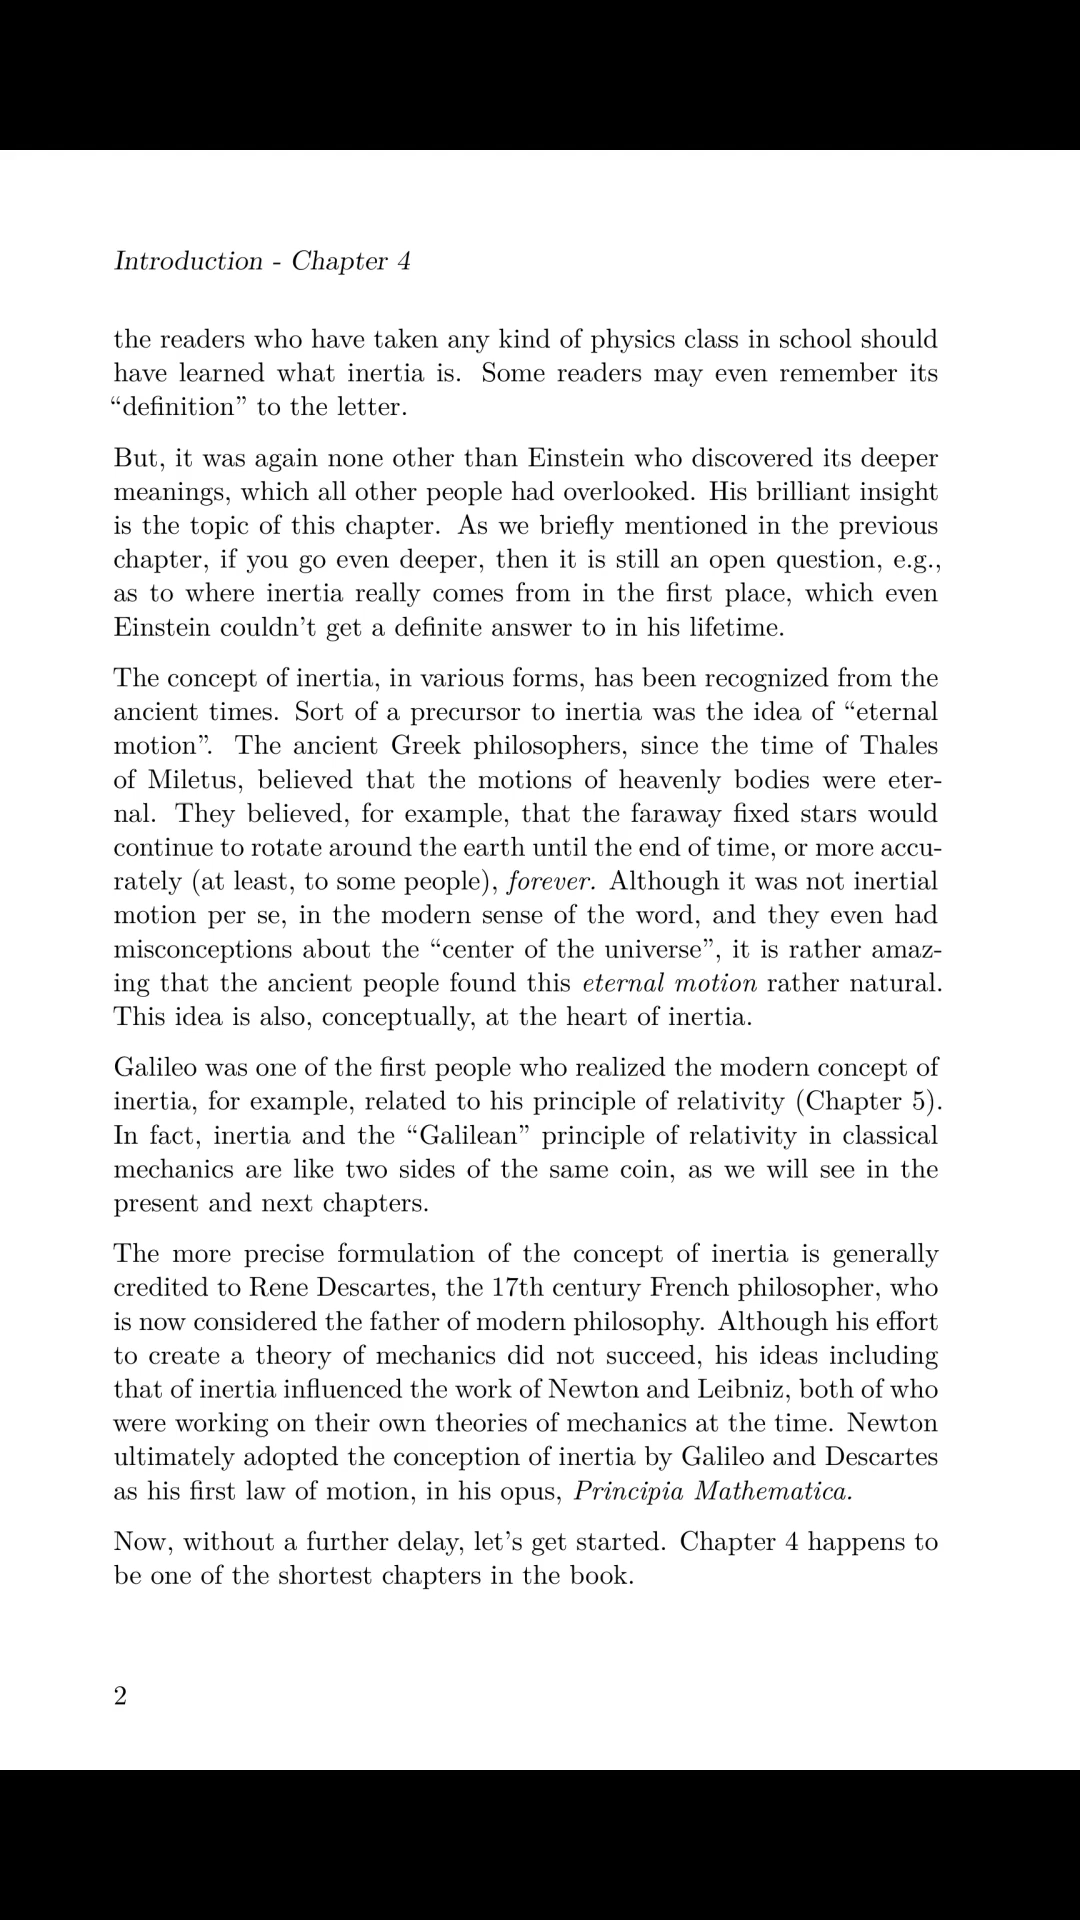 Introduction - Chapter 4
the readers who have taken any kind of physics class in school should
have learned what inertia is. Some readers may even remember its
“definition” to the letter.
But, it was again none other than Einstein who discovered its deeper
meanings, which all other people had overlooked. His brilliant insight
is the topic of this chapter. As we briefly mentioned in the previous
chapter, if you go even deeper, then it is still an open question, e.g.,
as to where inertia really comes from in the first place, which even
Einstein couldn’t get a definite answer to in his lifetime.
The concept of inertia, in various forms, has been recognized from the
ancient times. Sort of a precursor to inertia was the idea of “eternal
motion”. The ancient Greek philosophers, since the time of Thales
of Miletus, believed that the motions of heavenly bodies were eter-
nal. They believed, for example, that the faraway fixed stars would
continue to rotate around the earth until the end of time, or more accu-
rately (at least, to some people), forever. Although it was not inertial
motion per se, in the modern sense of the word, and they even had
misconceptions about the “center of the universe”, it is rather amaz-
ing that the ancient people found this eternal motion rather natural.
This idea is also, conceptually, at the heart of inertia.
Galileo was one of the first people who realized the modern concept of
inertia, for example, related to his principle of relativity (Chapter 5).
In fact, inertia and the “Galilean” principle of relativity in classical
mechanics are like two sides of the same coin, as we will see in the
present and next chapters.
The more precise formulation of the concept of inertia is generally
credited to Rene Descartes, the 17th century French philosopher, who
is now considered the father of modern philosophy. Although his effort
to create a theory of mechanics did not succeed, his ideas including
that of inertia influenced the work of Newton and Leibniz, both of who
were working on their own theories of mechanics at the time. Newton
ultimately adopted the conception of inertia by Galileo and Descartes
as his first law of motion, in his opus, Principia Mathematica.
Now, without a further delay, let’s get started. Chapter 4 happens to
be one of the shortest chapters in the book.
2